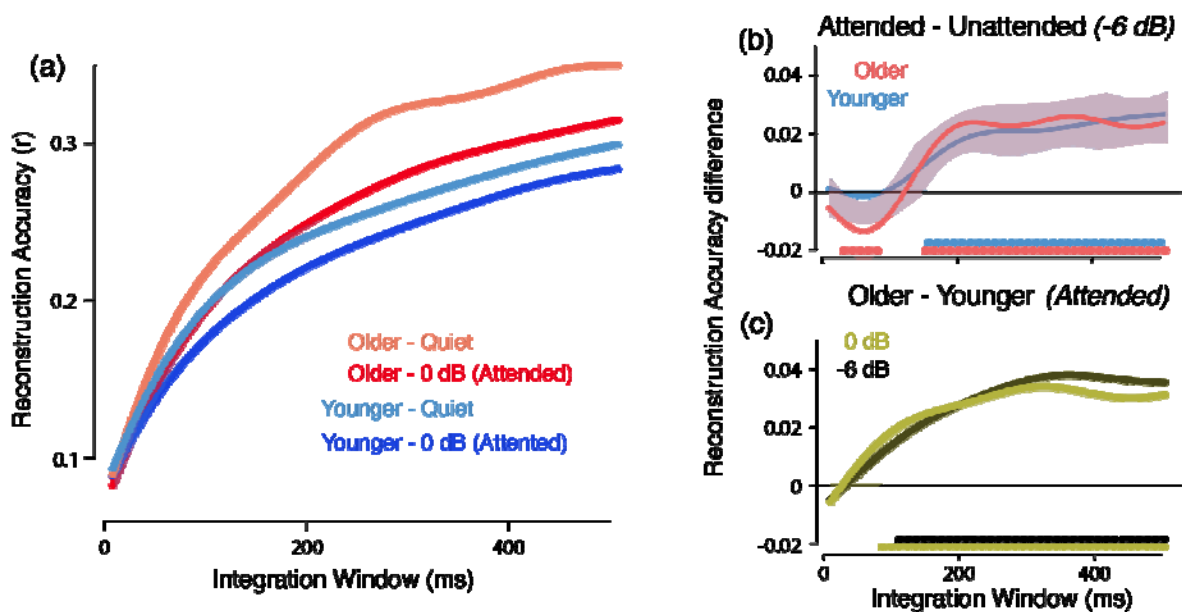 (a)
Reconstruction Accuracy (r)
0.3
0.2
0.1
Older - Quiet
Older - 0 dB (Attended)
Younger - Quiet
Younger - 0 dB (Attented)
0
200
400
Integration Window (ms)
(b)
Attended - Unattended (-6 dB)
Older
Younger
Reconstruction Accuracy difference
0.04
0.02
0
-0.02
(c)
Older - Younger (Attended)
0 dB
-6 dB
0.04
0.02
0
-0.02
0
200
400
Integration Window (ms)